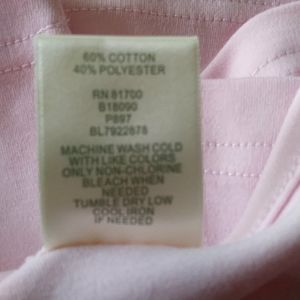 60% COTTON
40% POLYESTER
RN 81700
B18090
P897
BL7922878
MACHINE WASH COLD
WITH LIKE COLORS
ONLY NON-CHLORINE
BLEACH WHEN
NEEDED
TUMBLE DRY LOW
COOL IRON
IF NEEDED